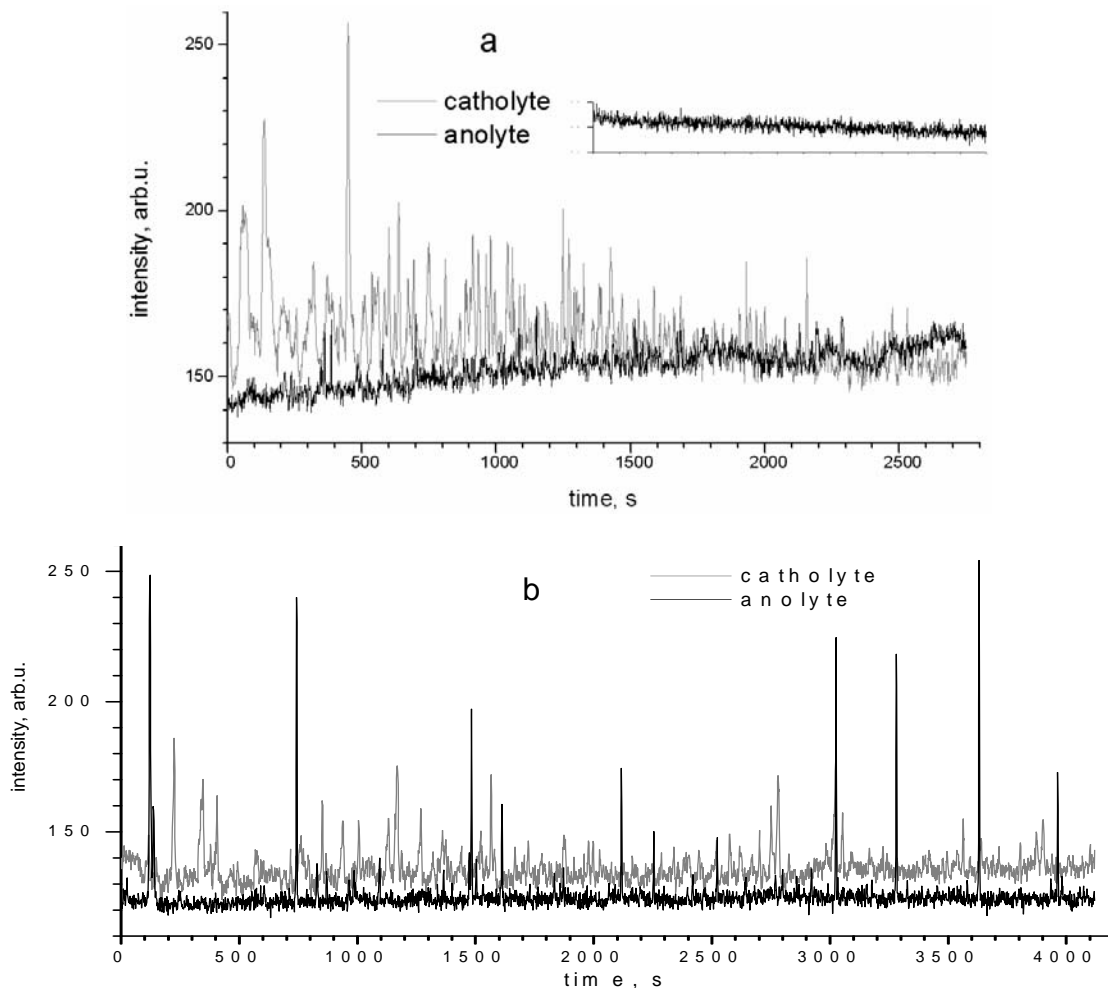 a
250
200
150
intensity, arb.u.
catholyte
anolyte
0 500 1000 1500 2000 2500
time, s
b
250
200
150
intensity, arb.u.
catholyte
anolyte
0 500 1000 1500 2000 2500 3000 3500 4000
time, s